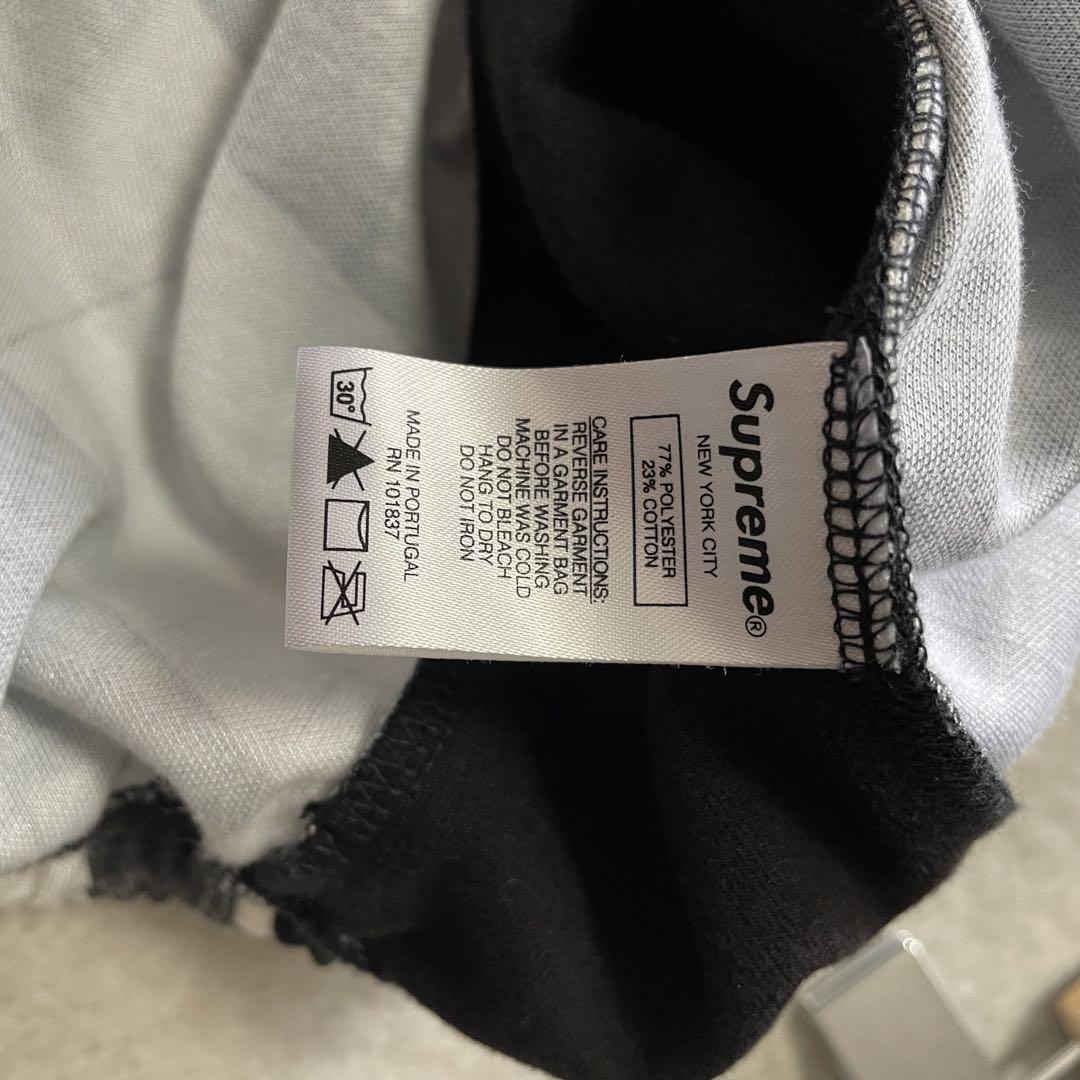 Supreme®
NEW YORK CITY
77% POLYESTER
23% COTTON
CARE INSTRUCTIONS:
REVERSE GARMENT
IN A GARMENT BAG
BEFORE WASHING
MACHINE WAS COLD
DO NOT BLEACH
HANG TO DRY
DO NOT IRON
MADE IN PORTUGAL
RN 101837
30°